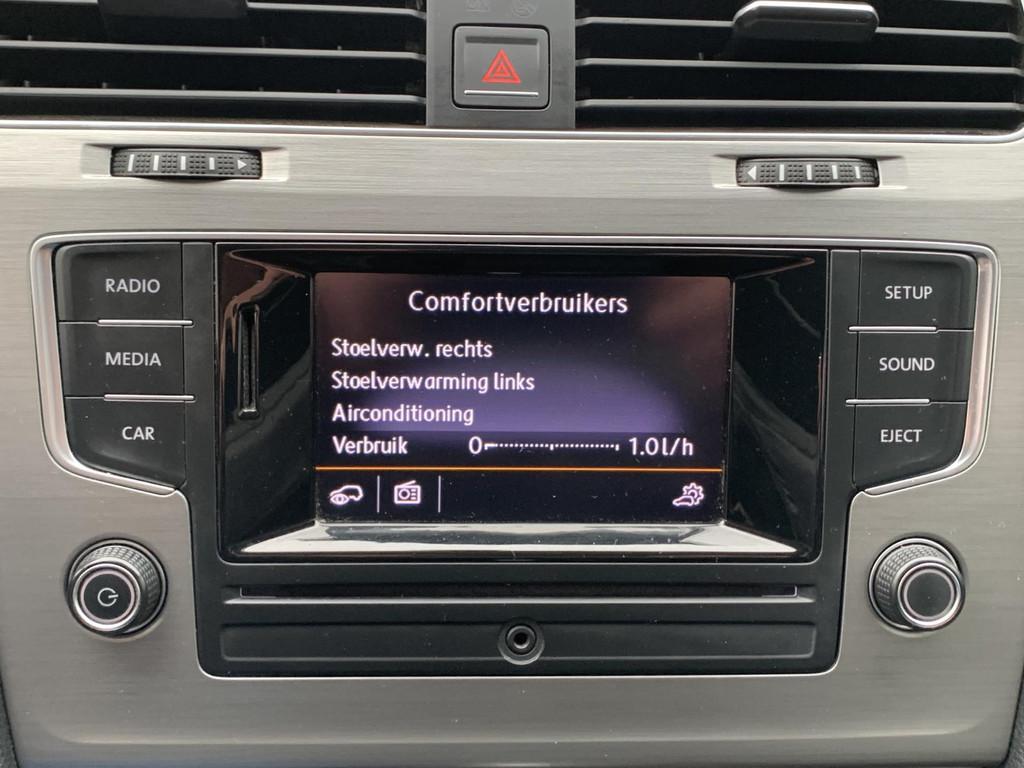 RADIO
MEDIA
CAR
Comfortverbruikers
Stoelverw. rechts
Stoelverwarming links
Airconditioning
Verbruik 0 1.0l/h
SETUP
SOUND
EJECT